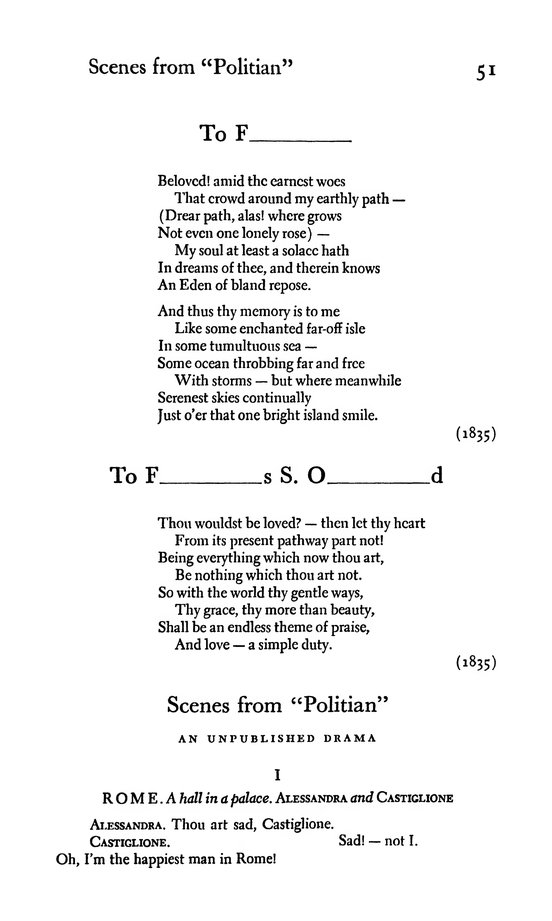 Scenes from “Politian” 51
To F__________
Beloved! amid the earnest woes
That crowd around my earthly path —
(Drear path, alas! where grows
Not even one lonely rose) —
My soul at least a solace hath
In dreams of thee, and therein knows
An Eden of bland repose.
And thus thy memory is to me
Like some enchanted far-off isle
In some tumultuous sea —
Some ocean throbbing far and free
With storms — but where meanwhile
Serenest skies continually
Just o’er that one bright island smile.
(1835)
To F__________s S. O__________d
Thou wouldst be loved? — then let thy heart
From its present pathway part not!
Being everything which now thou art,
Be nothing which thou art not.
So with the world thy gentle ways,
Thy grace, thy more than beauty,
Shall be an endless theme of praise,
And love — a simple duty.
(1835)
Scenes from “Politian”
AN UNPUBLISHED DRAMA
I
ROME. A hall in a palace. ALESSANDRA and CASTIGLIONE
ALESSANDRA. Thou art sad, Castiglione.
CASTIGLIONE. Sad! — not I.
Oh, I’m the happiest man in Rome!